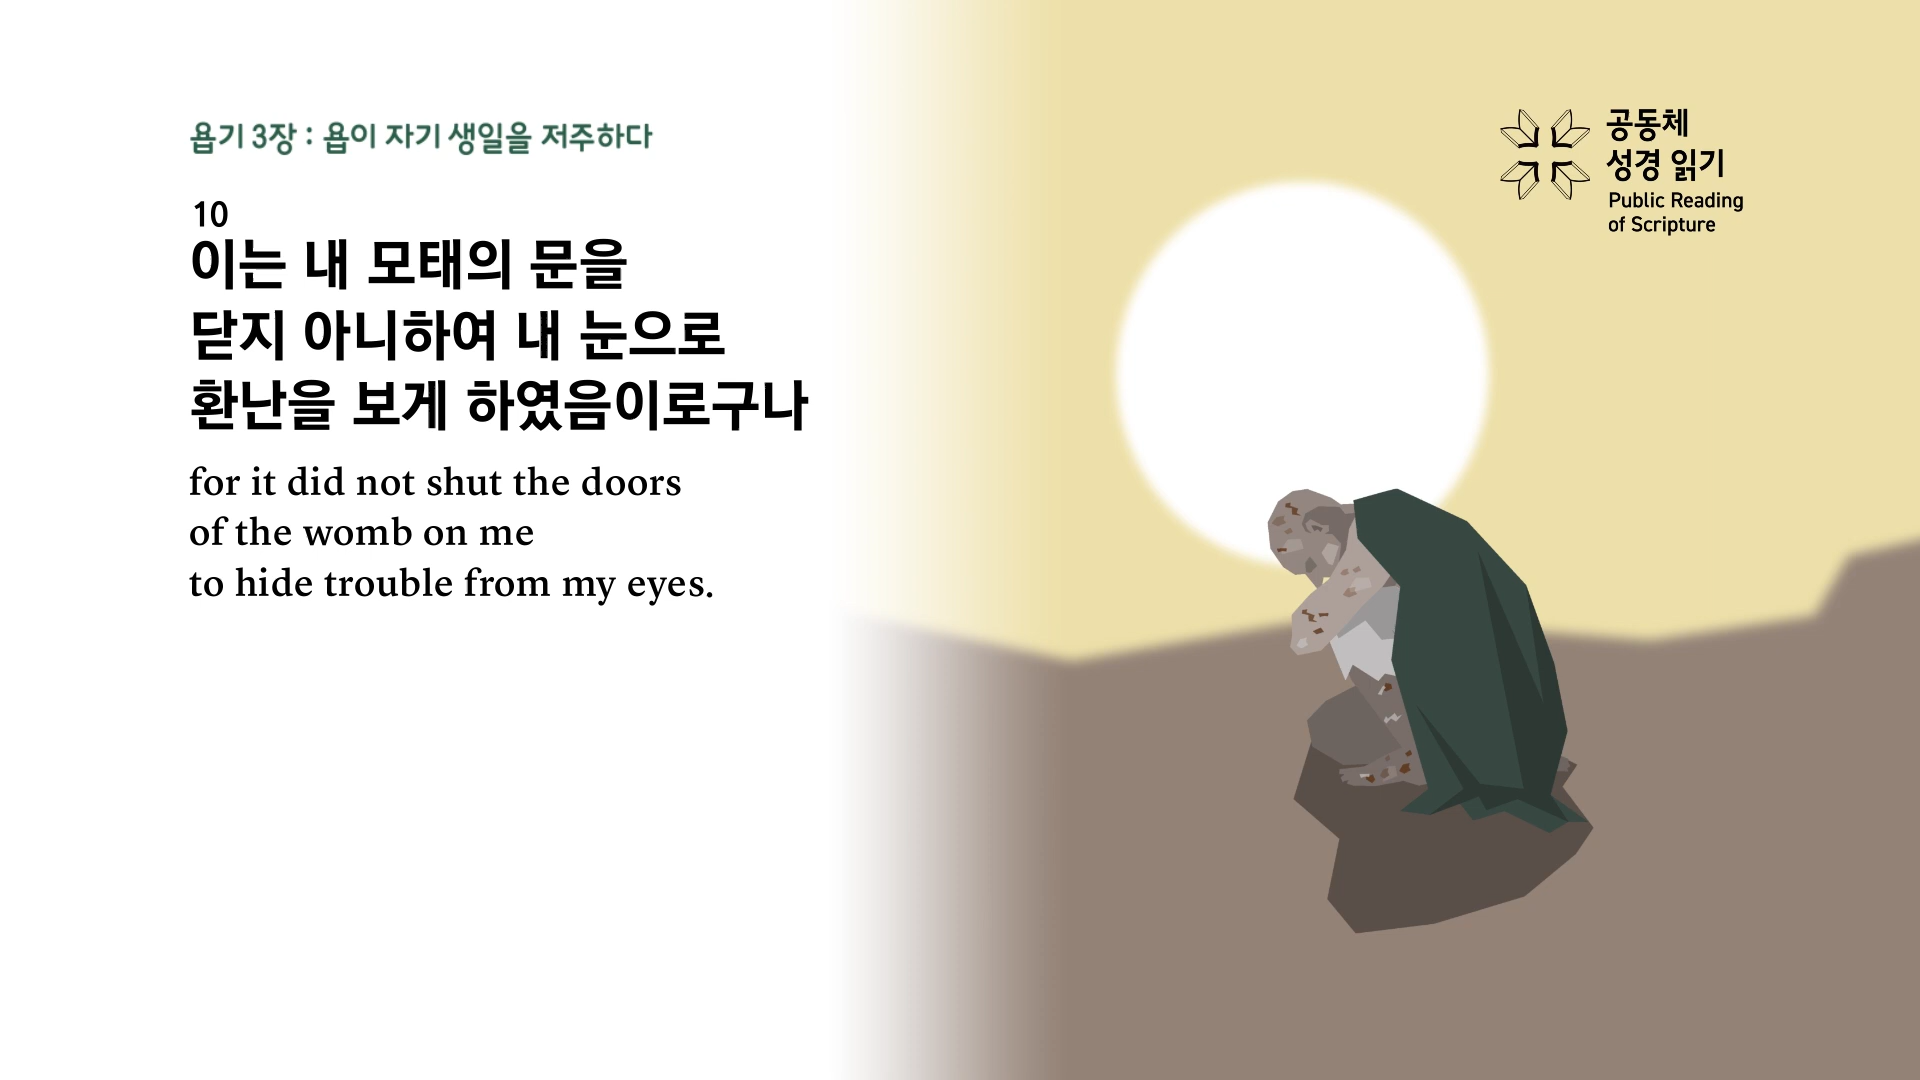 욥기 3장 : 욥이 자기 생일을 저주하다
10
이는 내 모태의 문을
닫지 아니하여 내 눈으로
환난을 보게 하였음이로구나
for it did not shut the doors
of the womb on me
to hide trouble from my eyes.
공동체
성경 읽기
Public Reading
of Scripture